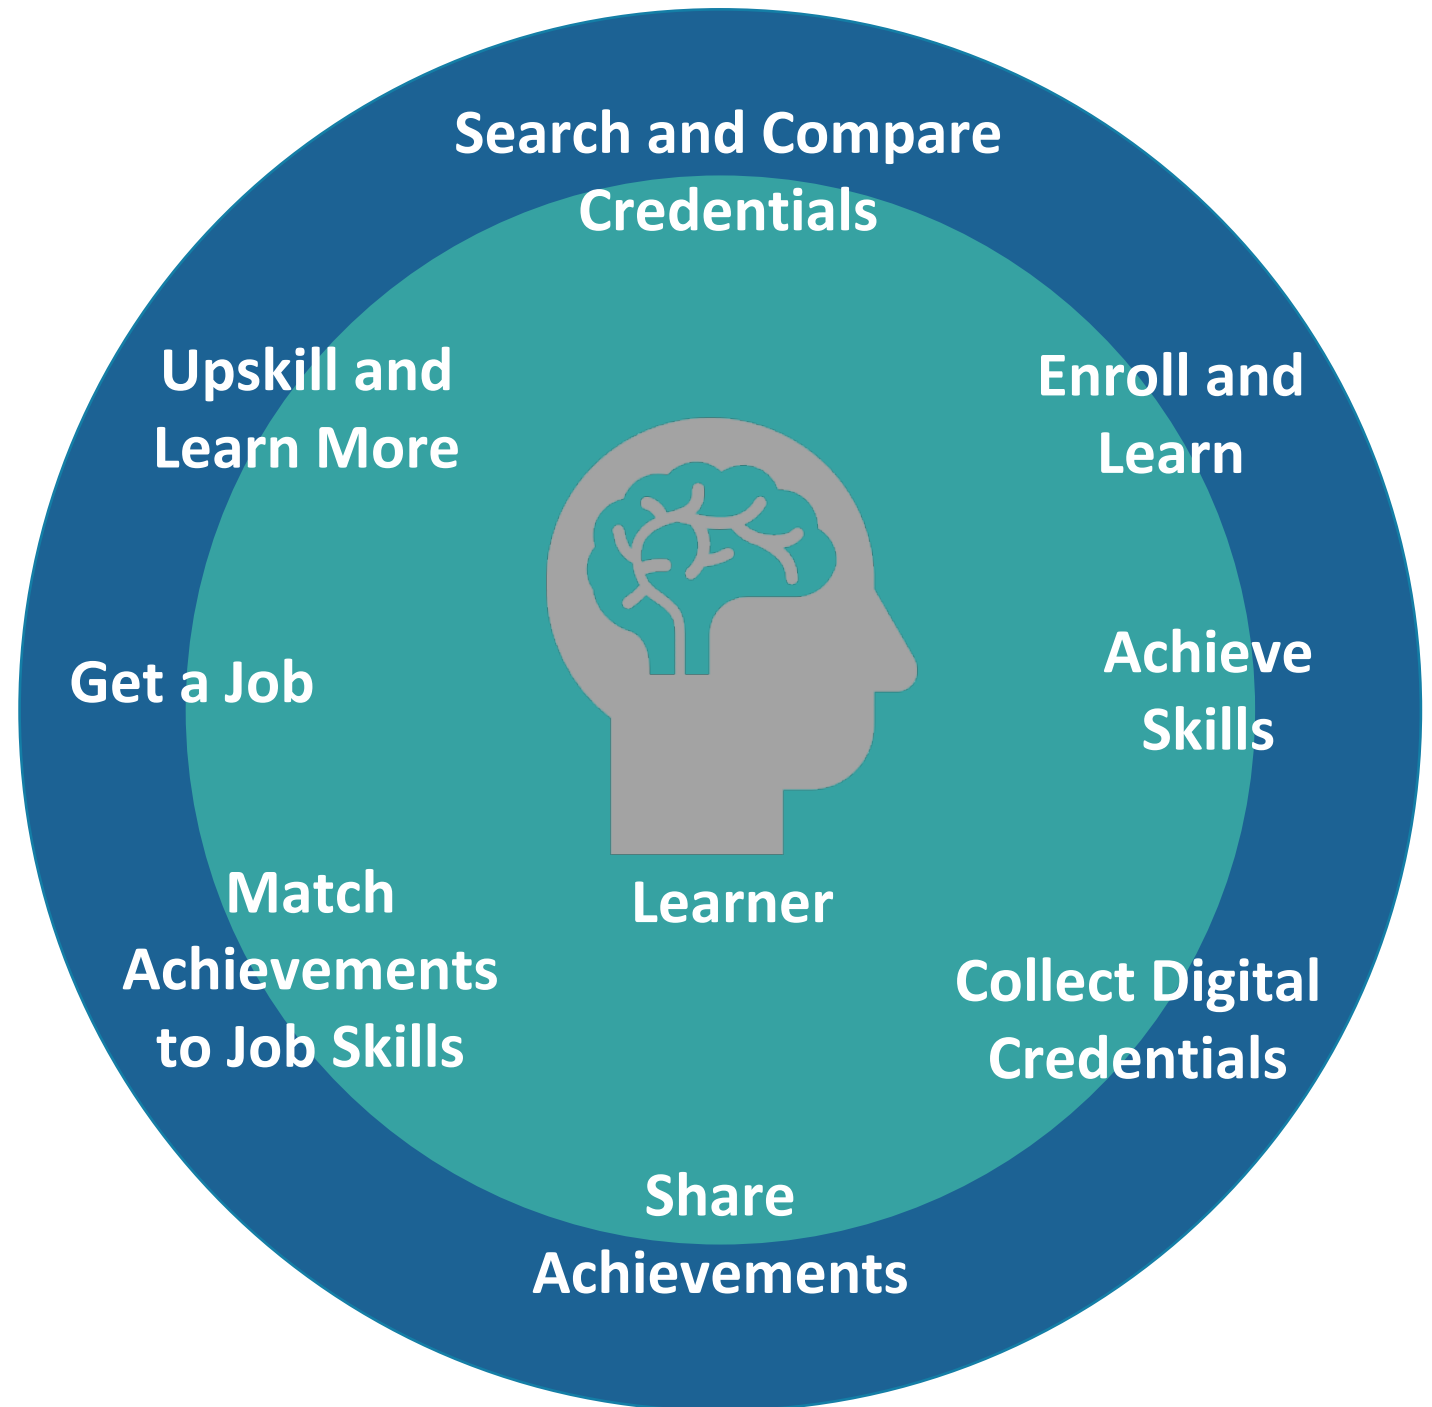 Search and Compare
Credentials
Enroll and
Learn
Achieve
Skills
Collect Digital
Credentials
Share
Achievements
Match
Achievements
to Job Skills
Get a Job
Upskill and
Learn More
Learner